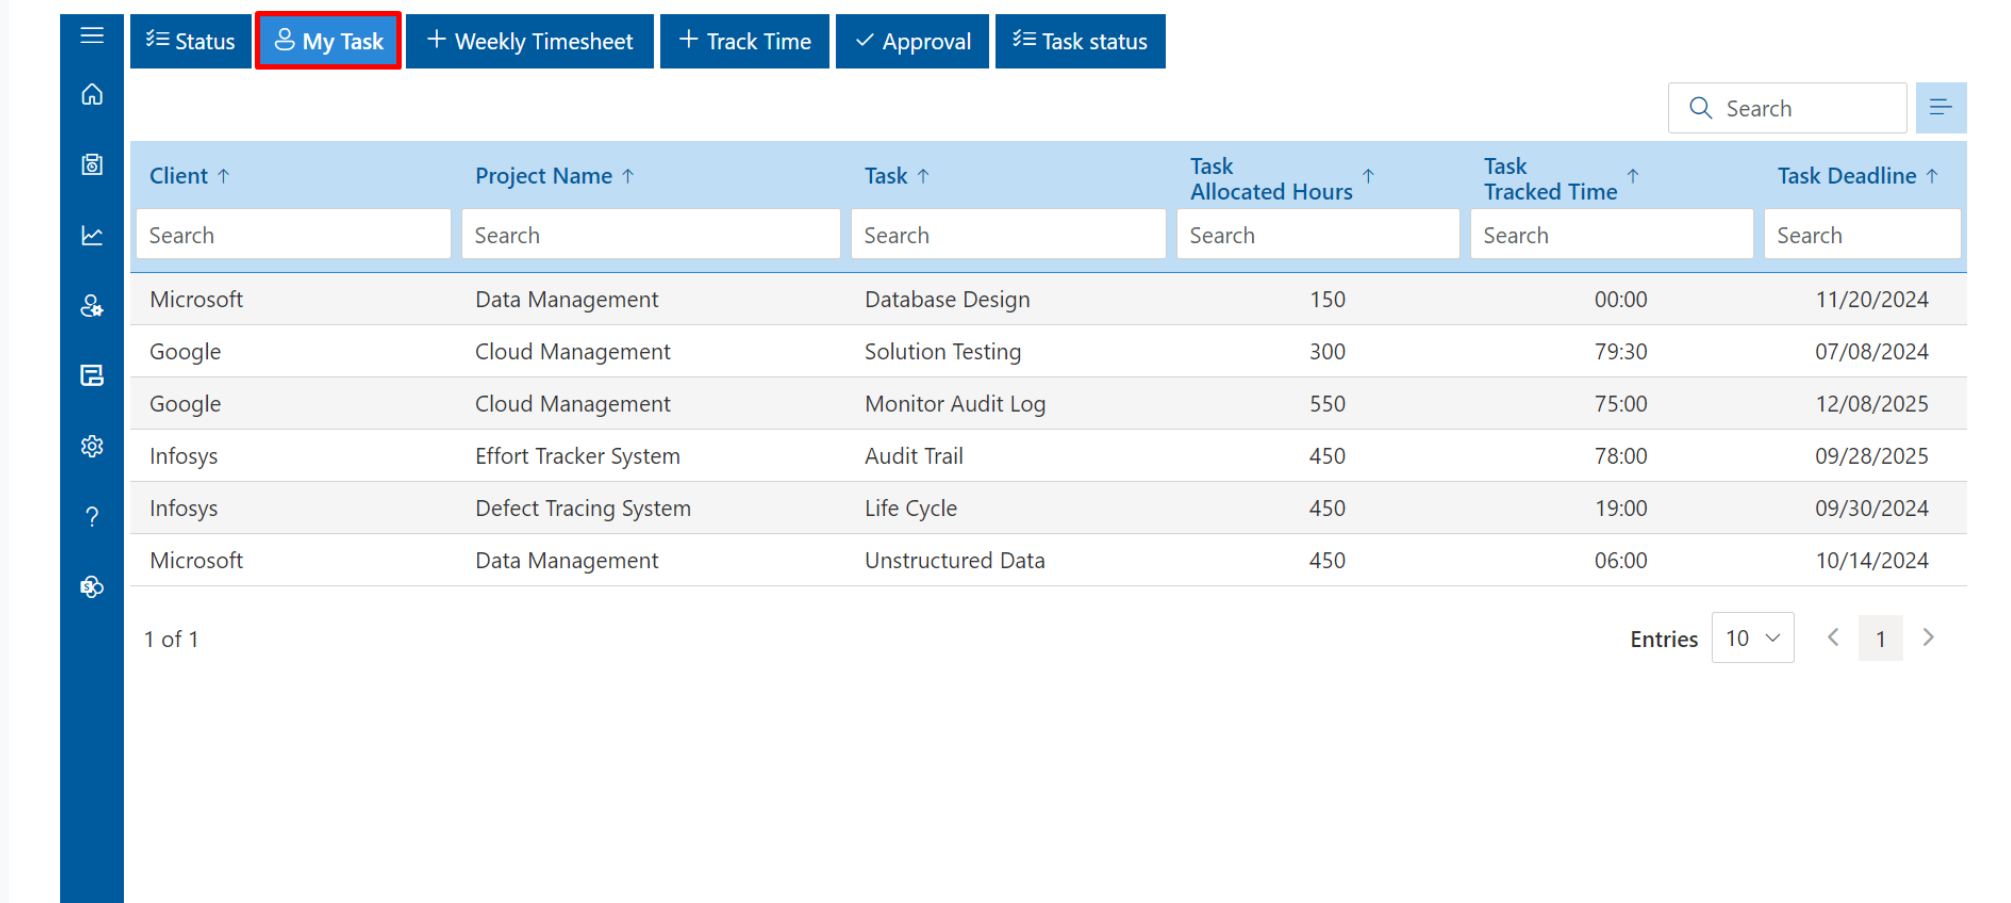 Status My Task Weekly Timesheet Track Time Approval Task status
Search
Client Project Name Task Task Allocated Hours Task Tracked Time Task Deadline
Search Search Search Search Search Search
Microsoft Data Management Database Design 150 00:00 11/20/2024
Google Cloud Management Solution Testing 300 79:30 07/08/2024
Google Cloud Management Monitor Audit Log 550 75:00 12/08/2025
Infosys Effort Tracker System Audit Trail 450 78:00 09/28/2025
Infosys Defect Tracing System Life Cycle 450 19:00 09/30/2024
Microsoft Data Management Unstructured Data 450 06:00 10/14/2024
1 of 1 Entries 10 1